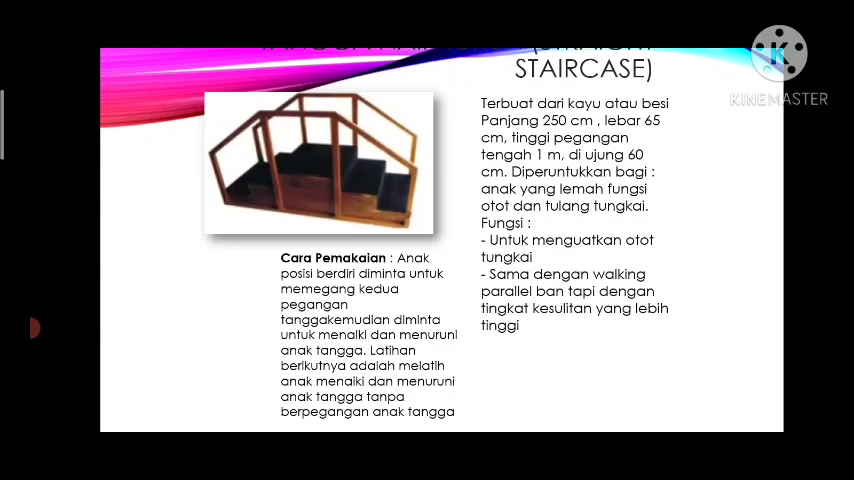 STAIRCASE)
Terbuat dari kayu atau besi
Panjang 250 cm , lebar 65
cm, tinggi pegangan
tengah 1 m, di ujung 60
cm. Diperuntukkan bagi :
anak yang lemah fungsi
otot dan tulang tungkai.
Fungsi :
- Untuk menguatkan otot
tungkai
- Sama dengan walking
parallel ban tapi dengan
tingkat kesulitan yang lebih
tinggi
Cara Pemakaian : Anak
posisi berdiri diminta untuk
memegang kedua
pegangan
tanggakemudian diminta
untuk menaiki dan menuruni
anak tangga. Latihan
berikutnya adalah melatih
anak menaiki dan menuruni
anak tangga tanpa
berpegangan anak tangga
K
KINEMASTER